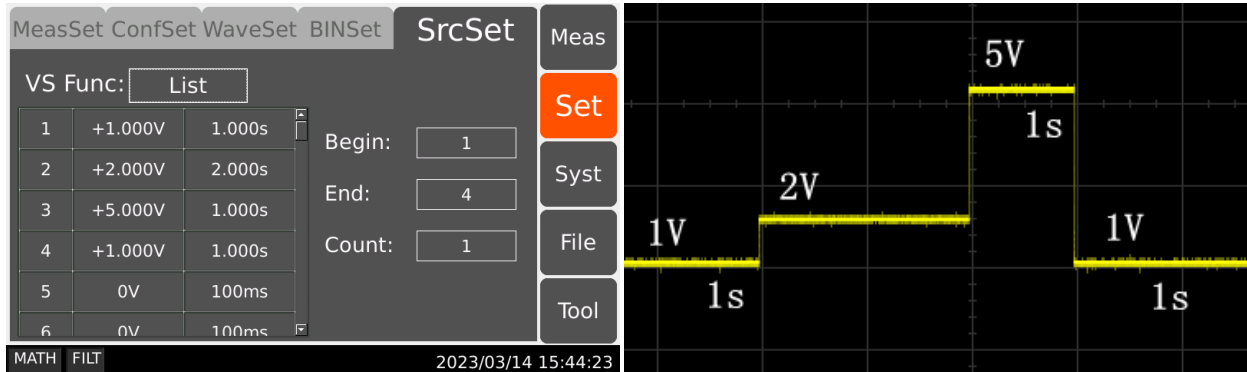 MeasSet ConfSet WaveSet BINSet SrcSet
VS Func: List
1 +1.000V 1.000s
2 +2.000V 2.000s
3 +5.000V 1.000s
4 +1.000V 1.000s
5 0V 100ms
6 0V 100ms
Begin: 1
End: 4
Count: 1
Meas
Set
Syst
File
Tool
MATH FILT 2023/03/14 15:44:23
5V
1s
2V
1V
1s
1V
1s